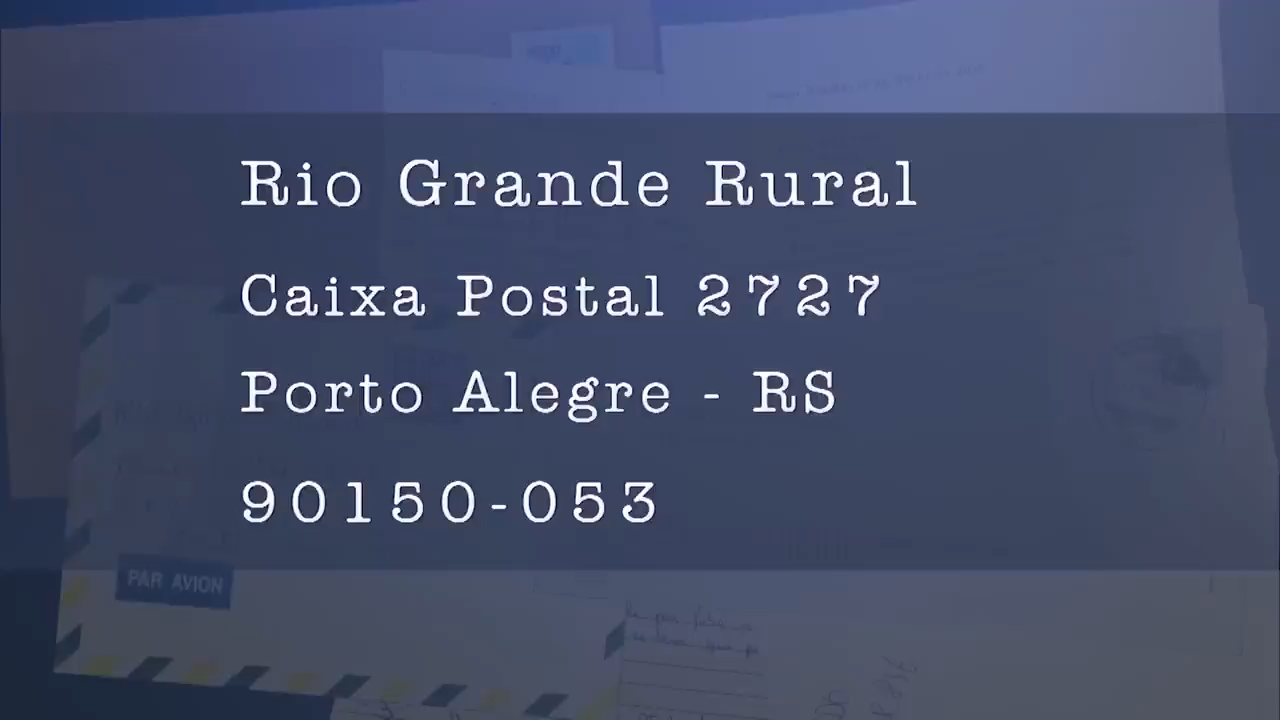 Rio Grande Rural
Caixa Postal 2727
Porto Alegre - RS
90150-053
PAR AVION